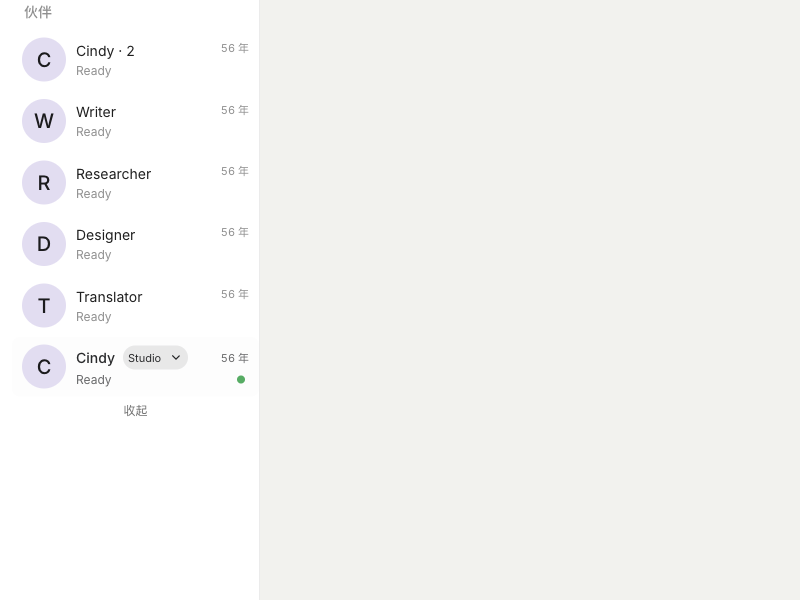 伙伴
C
Cindy · 2
56 年
Ready
W
Writer
56 年
Ready
R
Researcher
56 年
Ready
D
Designer
56 年
Ready
T
Translator
56 年
Ready
C
Cindy
Studio
56 年
Ready
收起